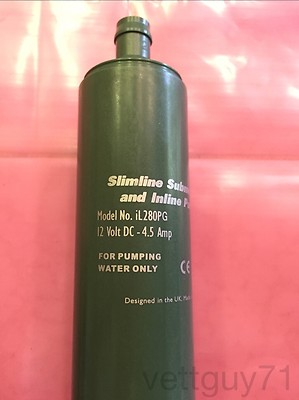 Slimline
and Inline
Model No. iL280PG
12 Volt DC - 4.5 Amp
FOR PUMPING
WATER ONLY
CE
Designed in the UK,
vettguy71